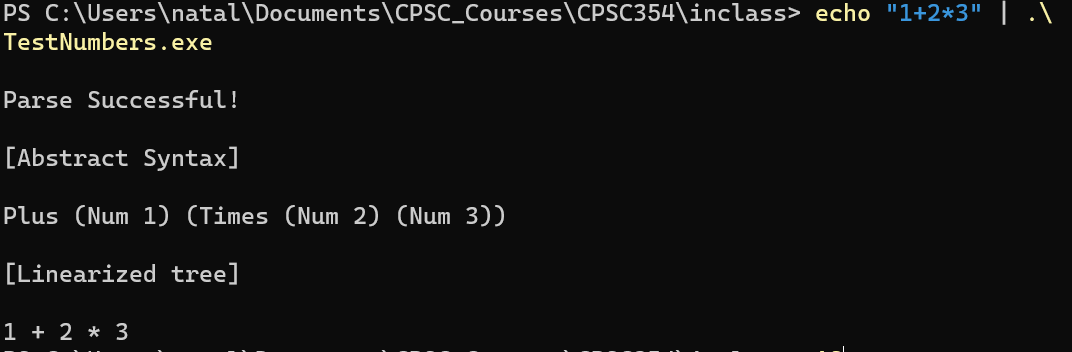 PS C:\Users\natal\Documents\CPSC_Courses\CPSC354\inclass> echo "1+2*3" | .\
TestNumbers.exe
Parse Successful!
[Abstract Syntax]
Plus (Num 1) (Times (Num 2) (Num 3))
[Linearized tree]
1 + 2 * 3